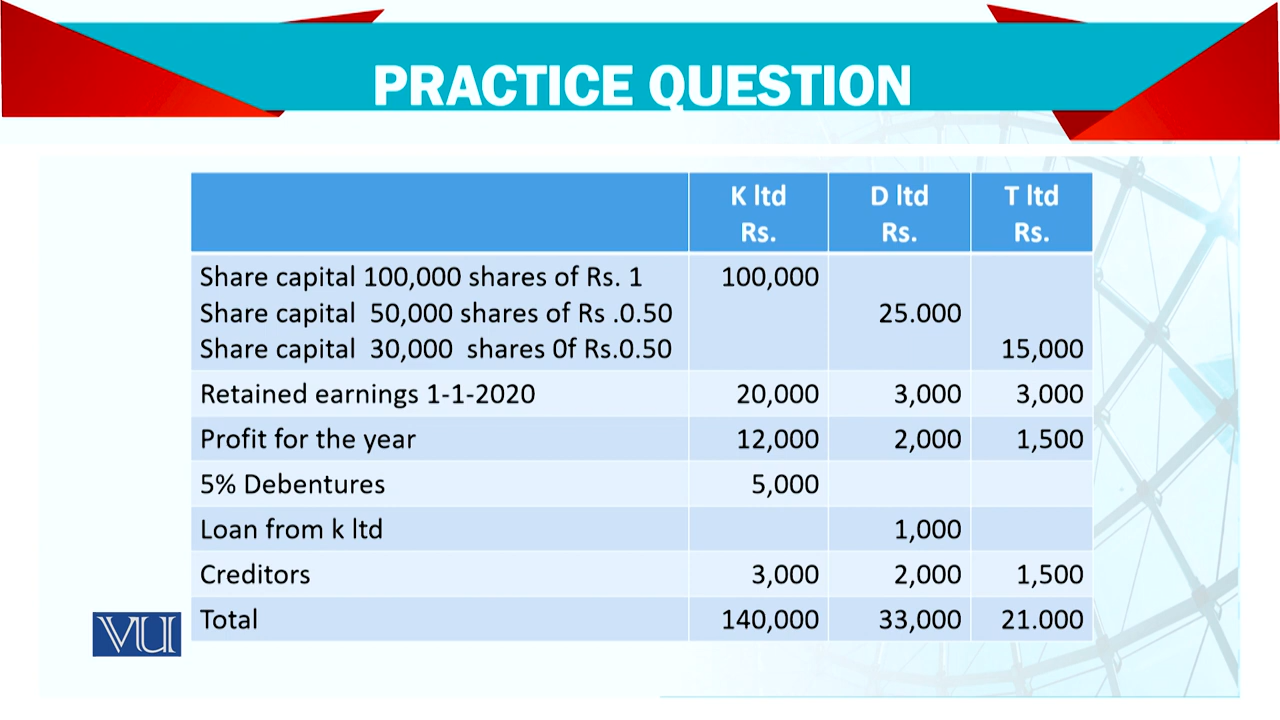 PRACTICE QUESTION
K ltd D ltd T ltd
Rs. Rs. Rs.
Share capital 100,000 shares of Rs. 1 100,000
Share capital 50,000 shares of Rs .0.50 25.000
Share capital 30,000 shares 0f Rs.0.50 15,000
Retained earnings 1-1-2020 20,000 3,000 3,000
Profit for the year 12,000 2,000 1,500
5% Debentures 5,000
Loan from k ltd 1,000
Creditors 3,000 2,000 1,500
Total 140,000 33,000 21.000
VU